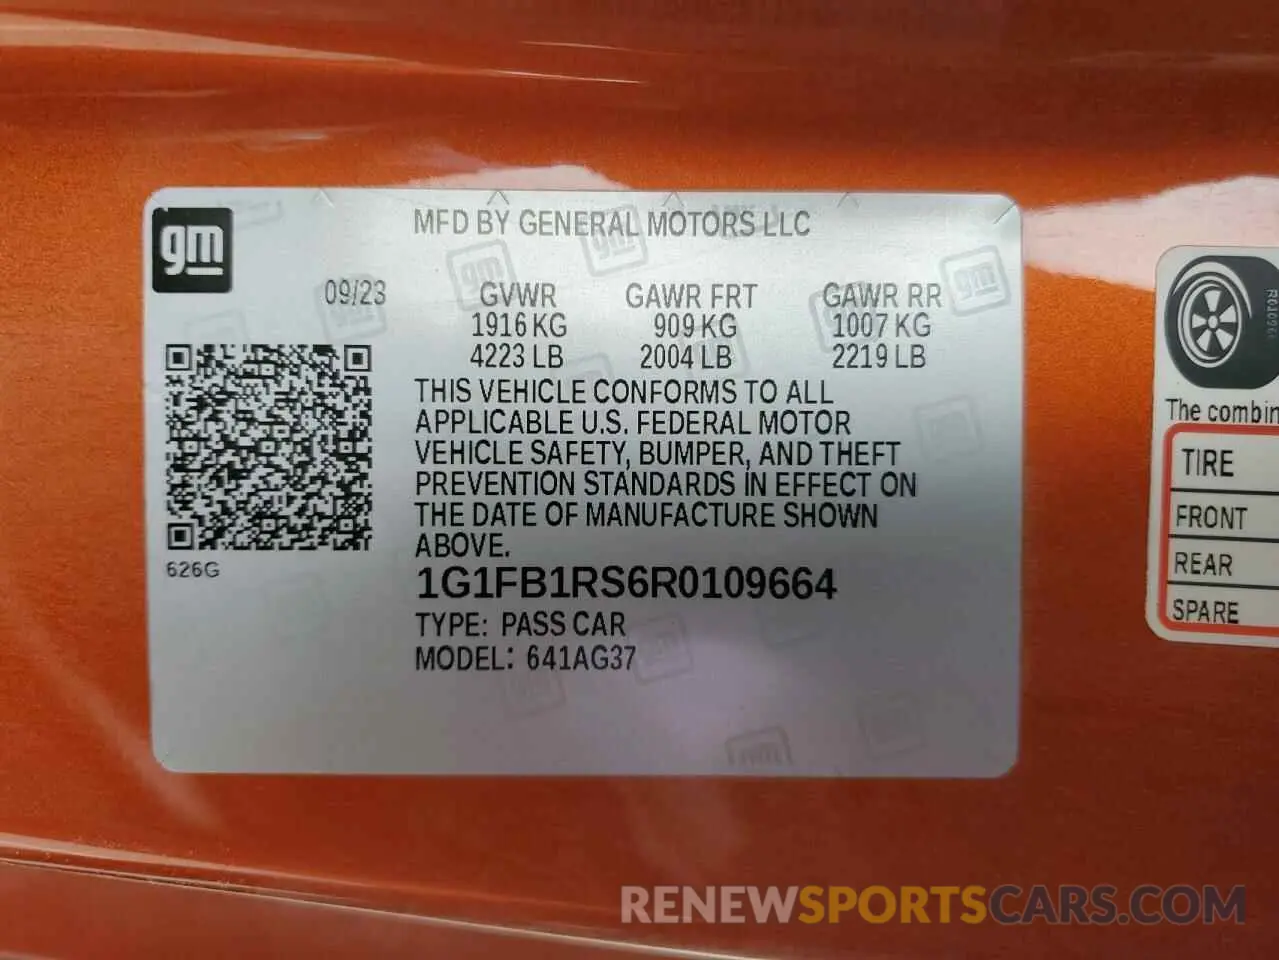 gm
MFD BY GENERAL MOTORS LLC
09/23
GVWR GAWR FRT GAWR RR
1916 KG 909 KG 1007 KG
4223 LB 2004 LB 2219 LB
THIS VEHICLE CONFORMS TO ALL
APPLICABLE U.S. FEDERAL MOTOR
VEHICLE SAFETY, BUMPER, AND THEFT
PREVENTION STANDARDS IN EFFECT ON
THE DATE OF MANUFACTURE SHOWN
ABOVE.
626G
1G1FB1RS6R0109664
TYPE: PASS CAR
MODEL: 641AG37
The combin
TIRE
FRONT
REAR
SPARE
RENEWSPORTSCARS.COM